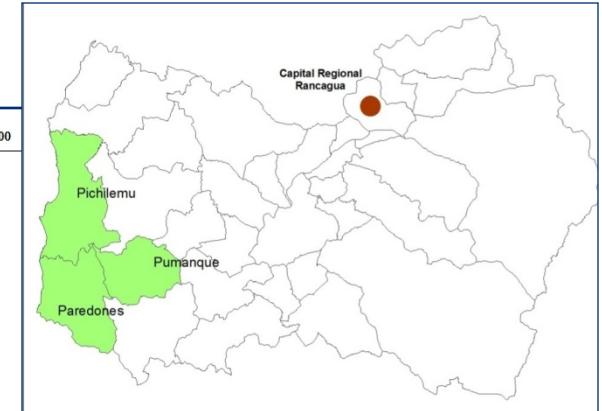 Capital Regional
Rancagua
00
Pichilemu
Pumanque
Paredones